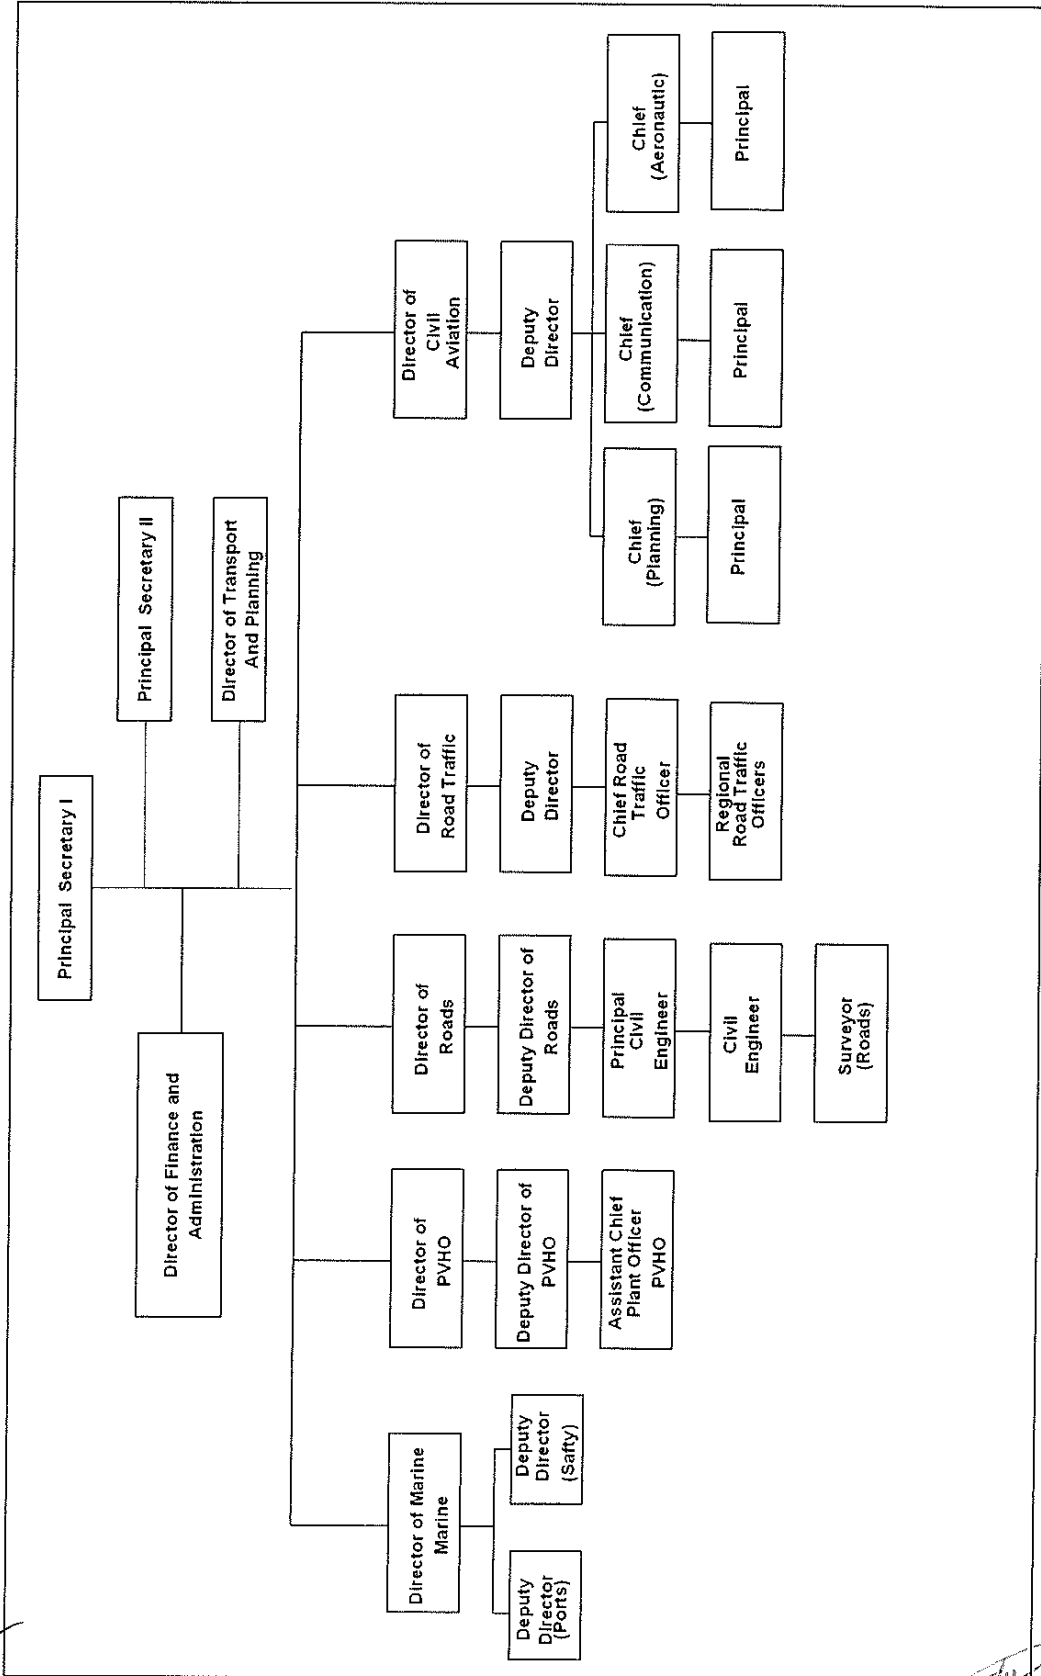 Principal Secretary I
Principal Secretary II
Director of Finance and
Administration
Director of Transport
And Planning
Director of Marine
Marine
Director of
PVHO
Director of
Roads
Director of
Road Traffic
Director of
Civil
Aviation
Deputy
Director
(Ports)
Deputy
Director
(Safty)
Deputy Director of
PVHO
Deputy Director of
Roads
Deputy
Director
Deputy
Director
Assistant Chief
Plant Officer
PVHO
Principal
Civil
Engineer
Chief Road
Traffic
Officer
Chief
(Planning)
Chief
(Communication)
Chief
(Aeronautic)
Civil
Engineer
Regional
Road Traffic
Officers
Principal
Principal
Principal
Surveyor
(Roads)